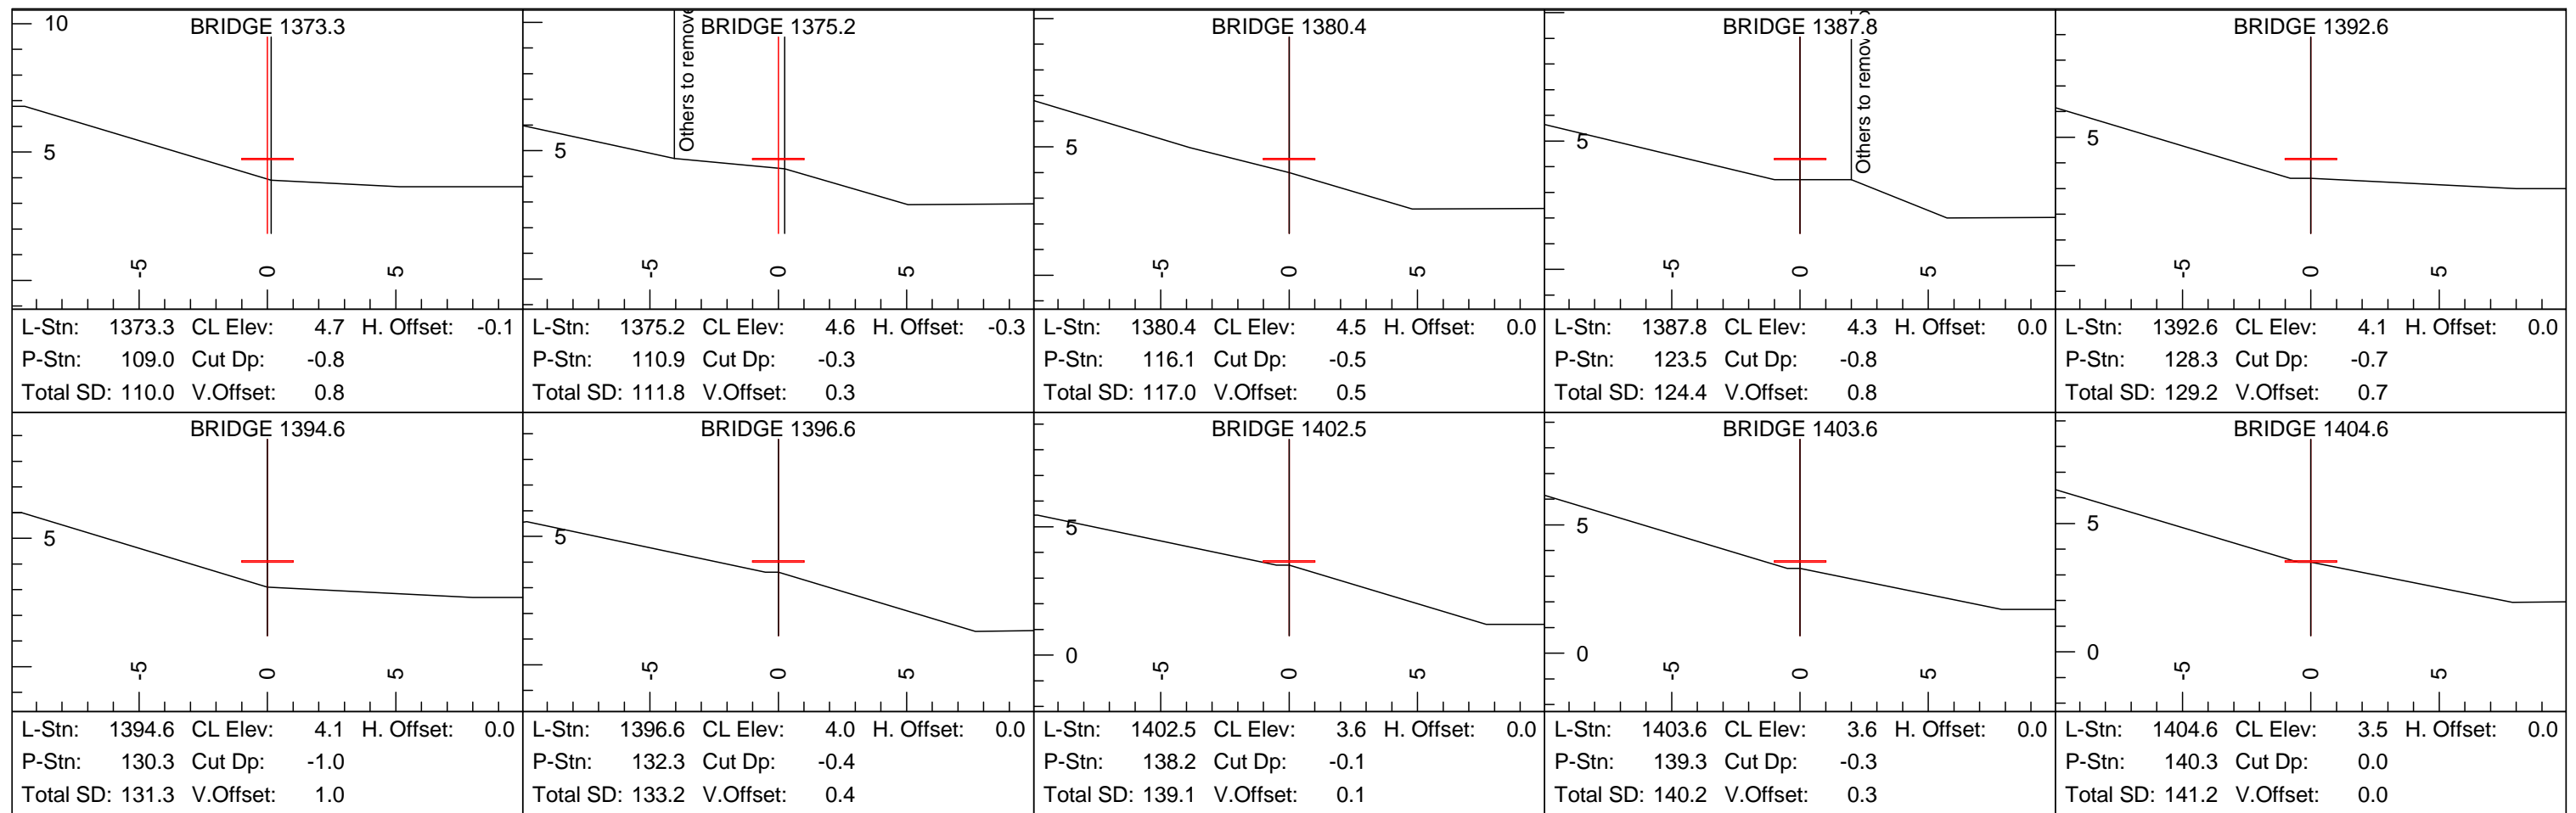 BRIDGE 1373.3
10
5
-5 0 5
L-Stn: 1373.3 CL Elev: 4.7 H. Offset: -0.1
P-Stn: 109.0 Cut Dp: -0.8
Total SD: 110.0 V.Offset: 0.8
BRIDGE 1375.2
Others to remove
5
-5 0 5
L-Stn: 1375.2 CL Elev: 4.6 H. Offset: -0.3
P-Stn: 110.9 Cut Dp: -0.3
Total SD: 111.8 V.Offset: 0.3
BRIDGE 1380.4
5
-5 0 5
L-Stn: 1380.4 CL Elev: 4.5 H. Offset: 0.0
P-Stn: 116.1 Cut Dp: -0.5
Total SD: 117.0 V.Offset: 0.5
BRIDGE 1387.8
5
Others to remov
-5 0 5
L-Stn: 1387.8 CL Elev: 4.3 H. Offset: 0.0
P-Stn: 123.5 Cut Dp: -0.8
Total SD: 124.4 V.Offset: 0.8
BRIDGE 1392.6
5
-5 0 5
L-Stn: 1392.6 CL Elev: 4.1 H. Offset: 0.0
P-Stn: 128.3 Cut Dp: -0.7
Total SD: 129.2 V.Offset: 0.7
BRIDGE 1394.6
5
-5 0 5
L-Stn: 1394.6 CL Elev: 4.1 H. Offset: 0.0
P-Stn: 130.3 Cut Dp: -1.0
Total SD: 131.3 V.Offset: 1.0
BRIDGE 1396.6
5
-5 0 5
L-Stn: 1396.6 CL Elev: 4.0 H. Offset: 0.0
P-Stn: 132.3 Cut Dp: -0.4
Total SD: 133.2 V.Offset: 0.4
BRIDGE 1402.5
5
0
-5 0 5
L-Stn: 1402.5 CL Elev: 3.6 H. Offset: 0.0
P-Stn: 138.2 Cut Dp: -0.1
Total SD: 139.1 V.Offset: 0.1
BRIDGE 1403.6
5
0
-5 0 5
L-Stn: 1403.6 CL Elev: 3.6 H. Offset: 0.0
P-Stn: 139.3 Cut Dp: -0.3
Total SD: 140.2 V.Offset: 0.3
BRIDGE 1404.6
5
0
-5 0 5
L-Stn: 1404.6 CL Elev: 3.5 H. Offset: 0.0
P-Stn: 140.3 Cut Dp: 0.0
Total SD: 141.2 V.Offset: 0.0